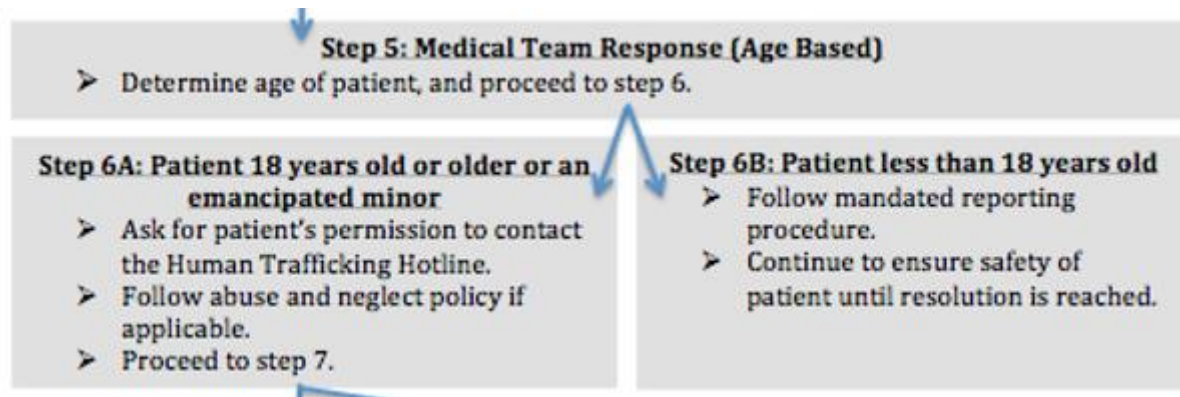 Step 5: Medical Team Response (Age Based)
➢ Determine age of patient, and proceed to step 6.
Step 6A: Patient 18 years old or older or an
emancipated minor
➢ Ask for patient's permission to contact
the Human Trafficking Hotline.
➢ Follow abuse and neglect policy if
applicable.
➢ Proceed to step 7.
Step 6B: Patient less than 18 years old
➢ Follow mandated reporting
procedure.
➢ Continue to ensure safety of
patient until resolution is reached.